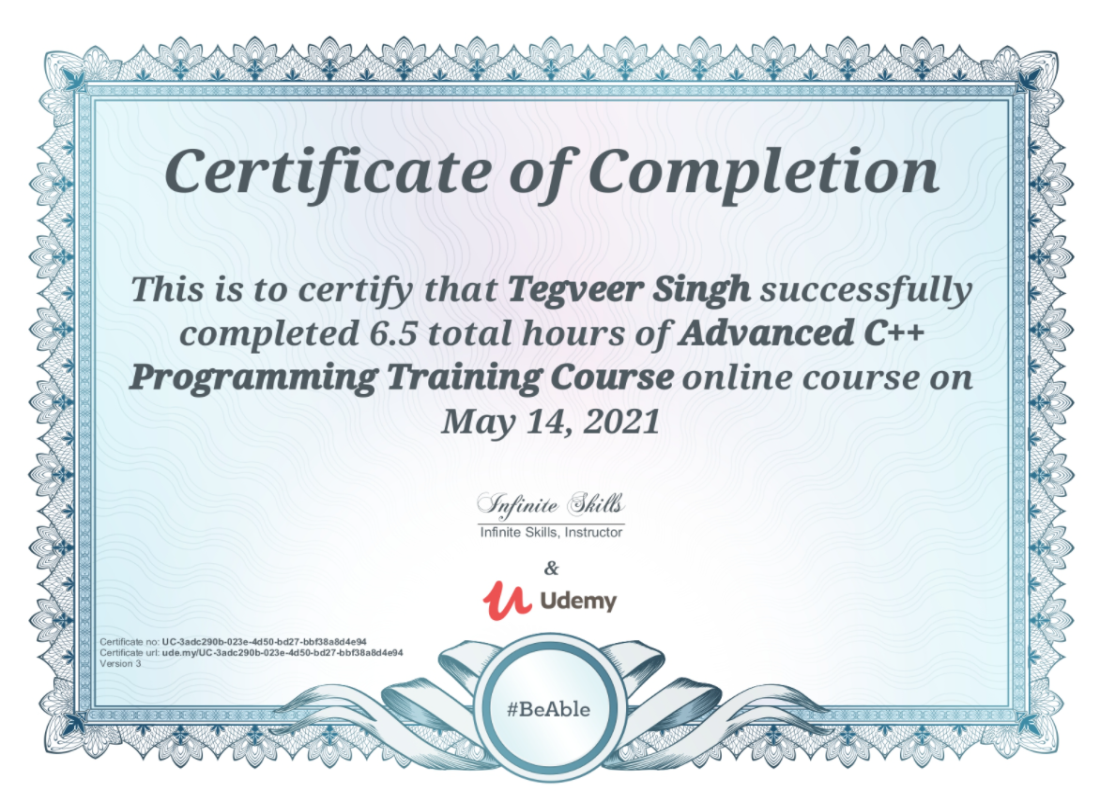 Certificate of Completion
This is to certify that Tegveer Singh successfully
completed 6.5 total hours of Advanced C++
Programming Training Course online course on
May 14, 2021
Infinite Skills
Infinite Skills, Instructor
&
Udemy
Certificate no: UC-3adc290b-023e-4d50-bd27-bbf38a8d4e94
Certificate url: ude.my/UC-3adc290b-023e-4d50-bd27-bbf38a8d4e94
Version 3
#BeAble